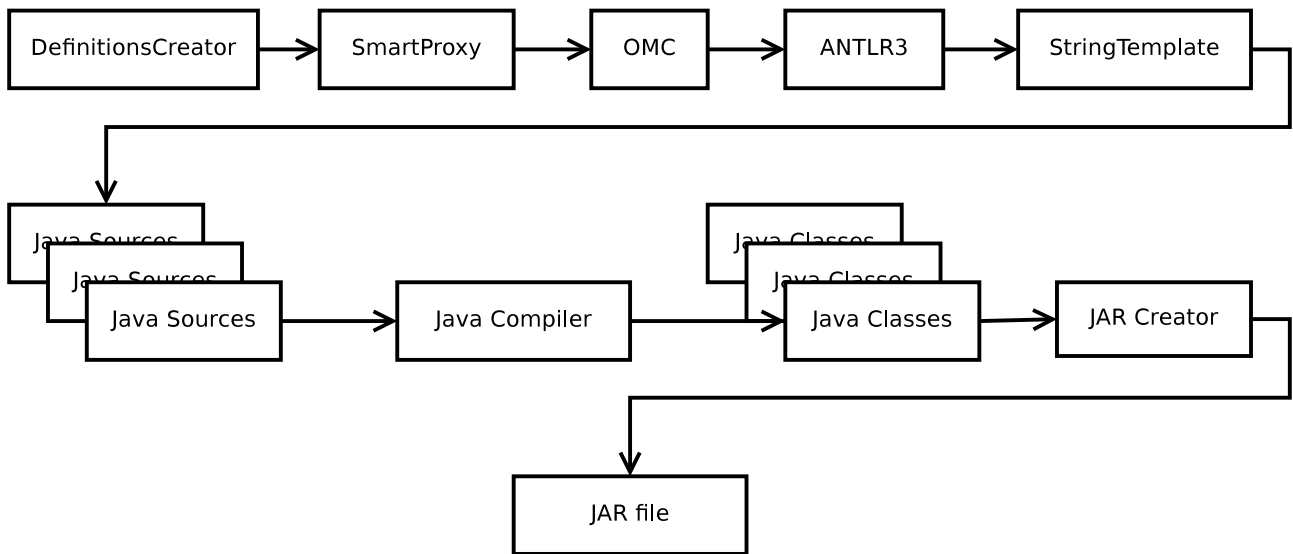 DefinitionsCreator
SmartProxy
OMC
ANTLR3
StringTemplate
Java Sources
Java Sources
Java Sources
Java Compiler
Java Classes
Java Classes
Java Classes
JAR Creator
JAR file